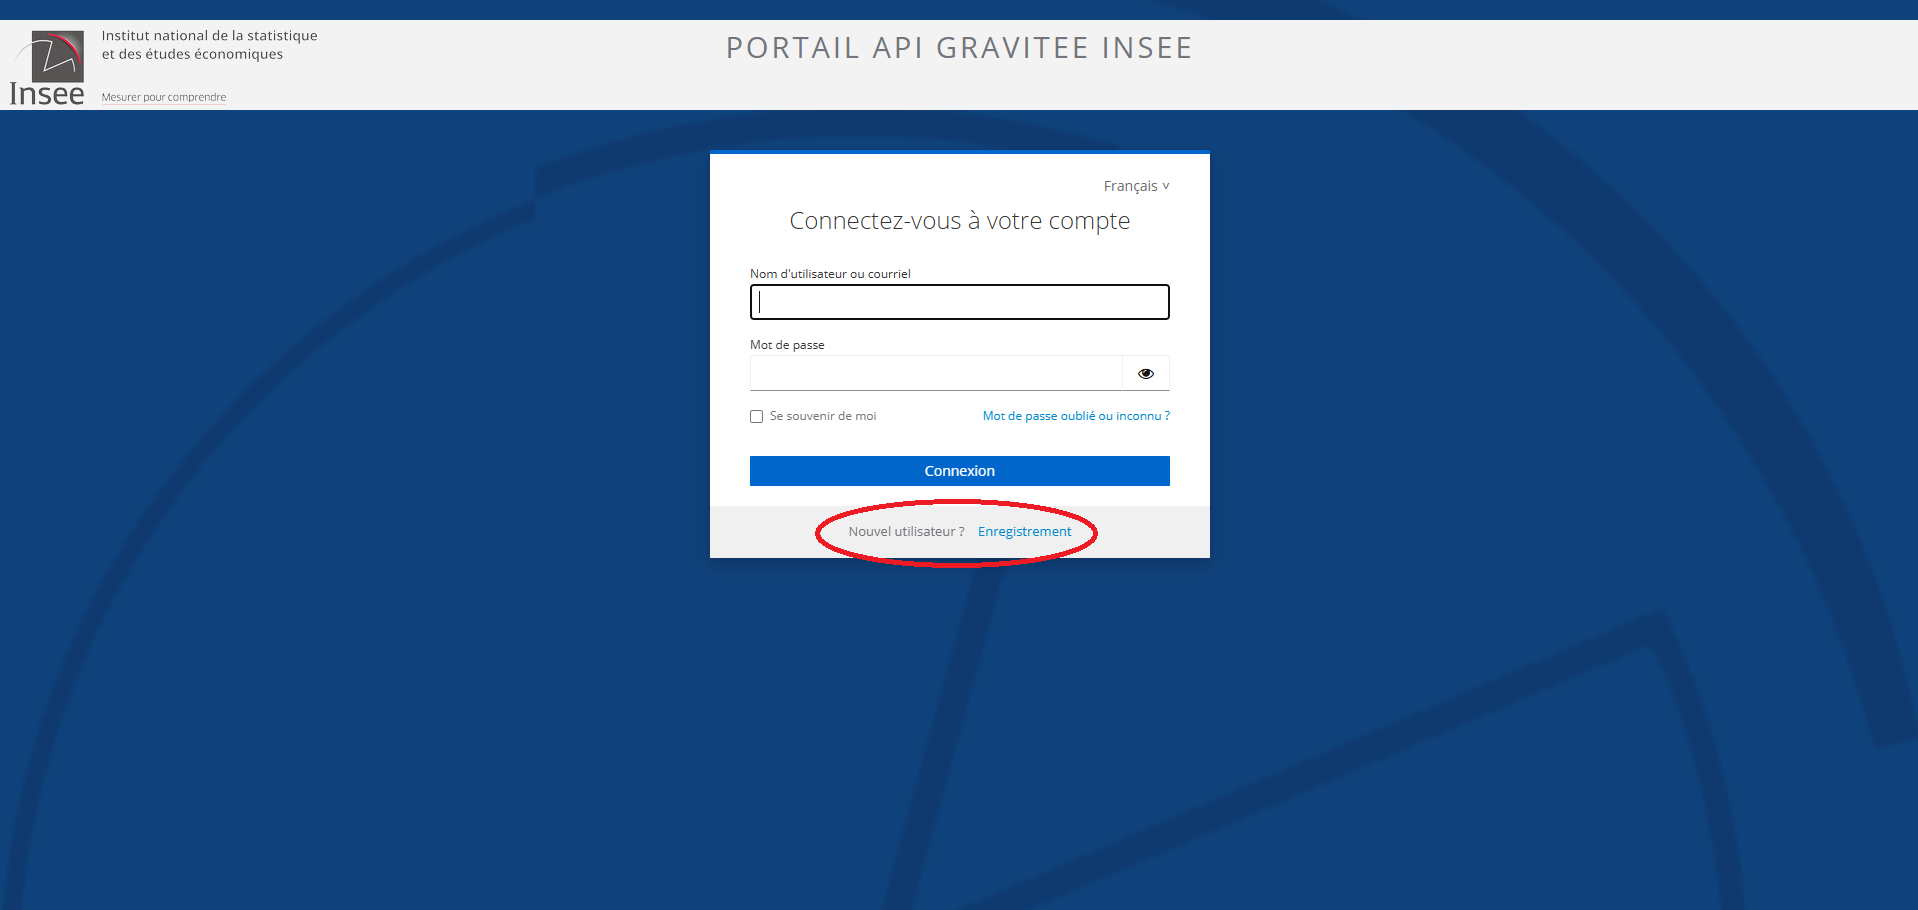 Institut national de la statistique
et des études économiques
Insee
Mesurer pour comprendre
PORTAIL API GRAVITEE INSEE
Français
Connectez-vous à votre compte
Nom d'utilisateur ou courriel
Mot de passe
Se souvenir de moi
Mot de passe oublié ou inconnu ?
Connexion
Nouvel utilisateur ? Enregistrement